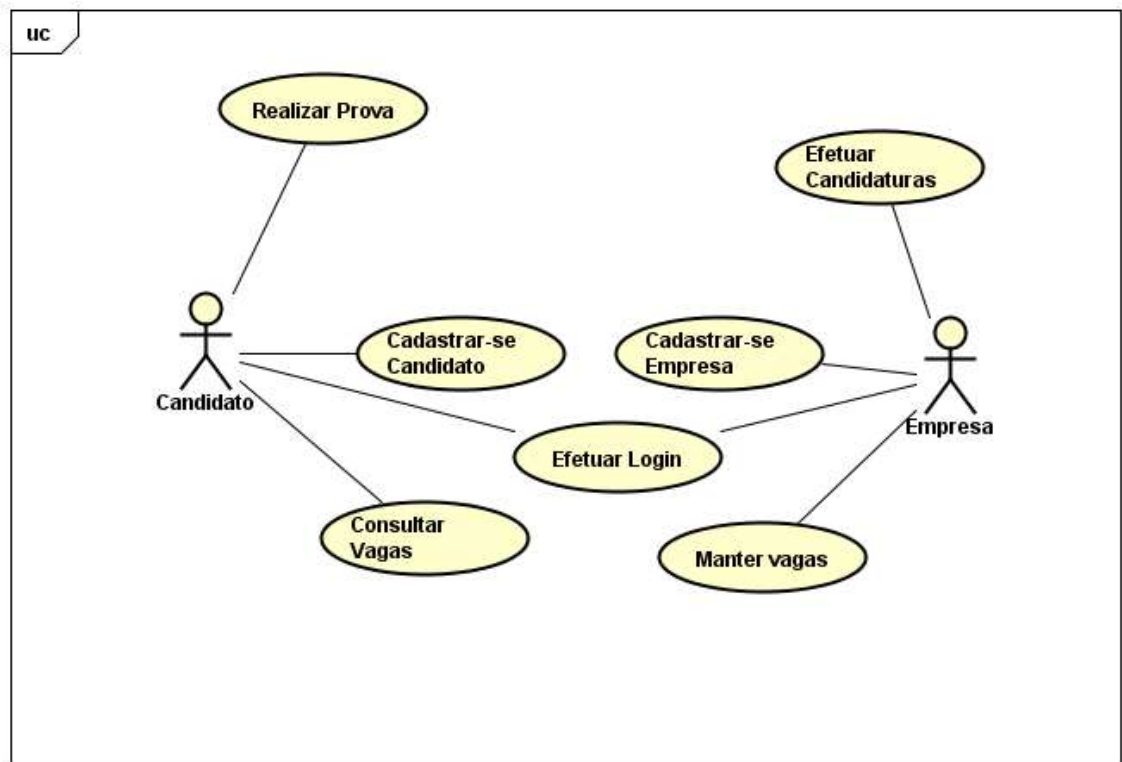 uc
Realizar Prova
Efetuar
Candidaturas
Cadastrar-se
Candidato
Cadastrar-se
Empresa
Candidato
Empresa
Efetuar Login
Consultar
Vagas
Manter vagas